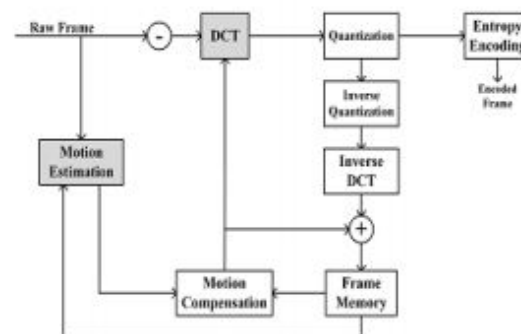 Raw Frame
-
DCT
Quantization
Entropy
Encoding
Encoded
Frame
Inverse
Quantization
Motion
Estimation
Inverse
DCT
+
Motion
Compensation
Frame
Memory